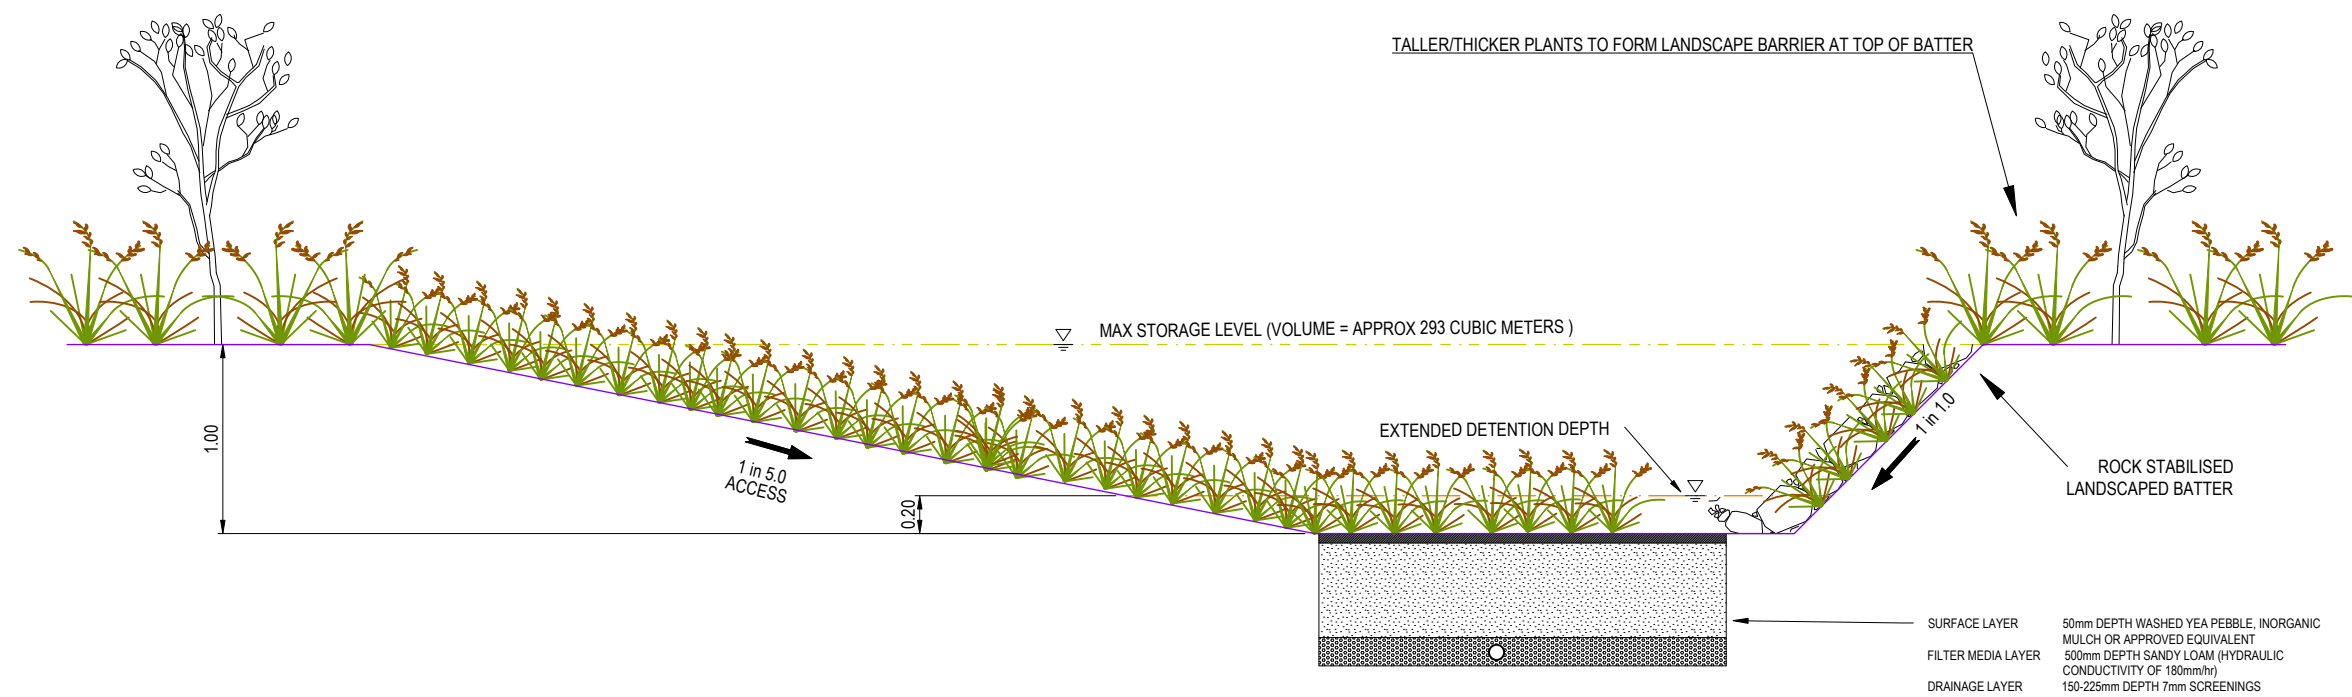 TALLER/THICKER PLANTS TO FORM LANDSCAPE BARRIER AT TOP OF BATTER
MAX STORAGE LEVEL (VOLUME = APPROX 293 CUBIC METERS )
1.00
1 in 5.0
ACCESS
0.20
EXTENDED DETENTION DEPTH
1 in 1.0
ROCK STABILISED
LANDSCAPED BATTER
SURFACE LAYER 50mm DEPTH WASHED YEA PEBBLE, INORGANIC
MULCH OR APPROVED EQUIVALENT
FILTER MEDIA LAYER 500mm DEPTH SANDY LOAM (HYDRAULIC
CONDUCTIVITY OF 180mm/hr)
DRAINAGE LAYER 150-225mm DEPTH 7mm SCREENINGS